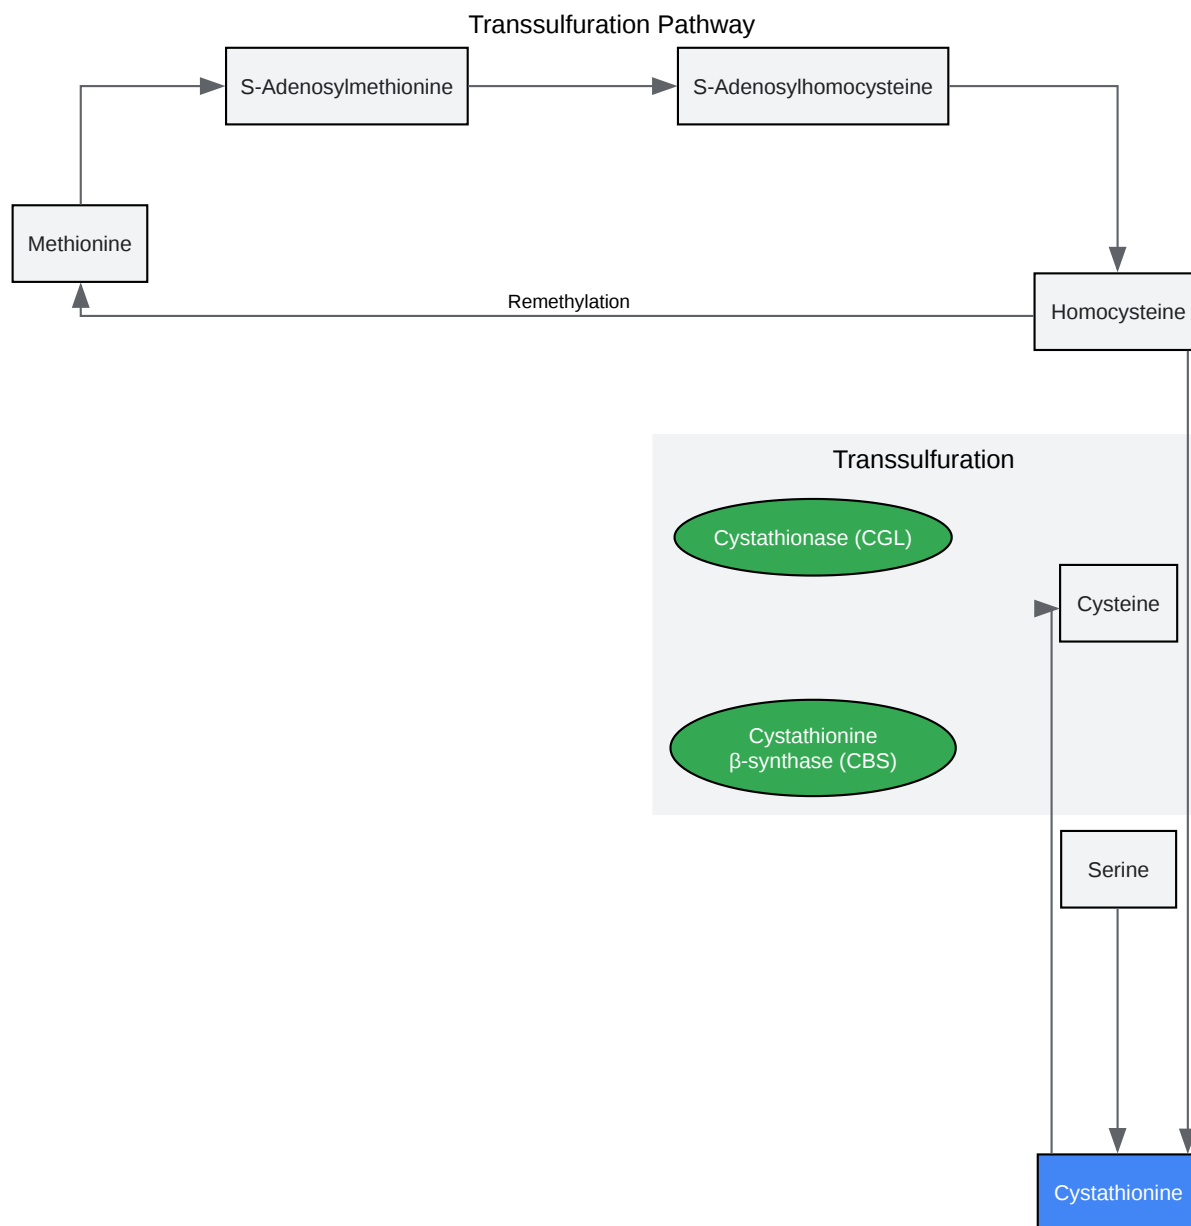 Transsulfuration Pathway
S-Adenosylmethionine
S-Adenosylhomocysteine
Methionine
Remethylation
Homocysteine
Transsulfuration
Cystathionase (CGL)
Cysteine
Cystathionine
β-synthase (CBS)
Serine
Cystathionine